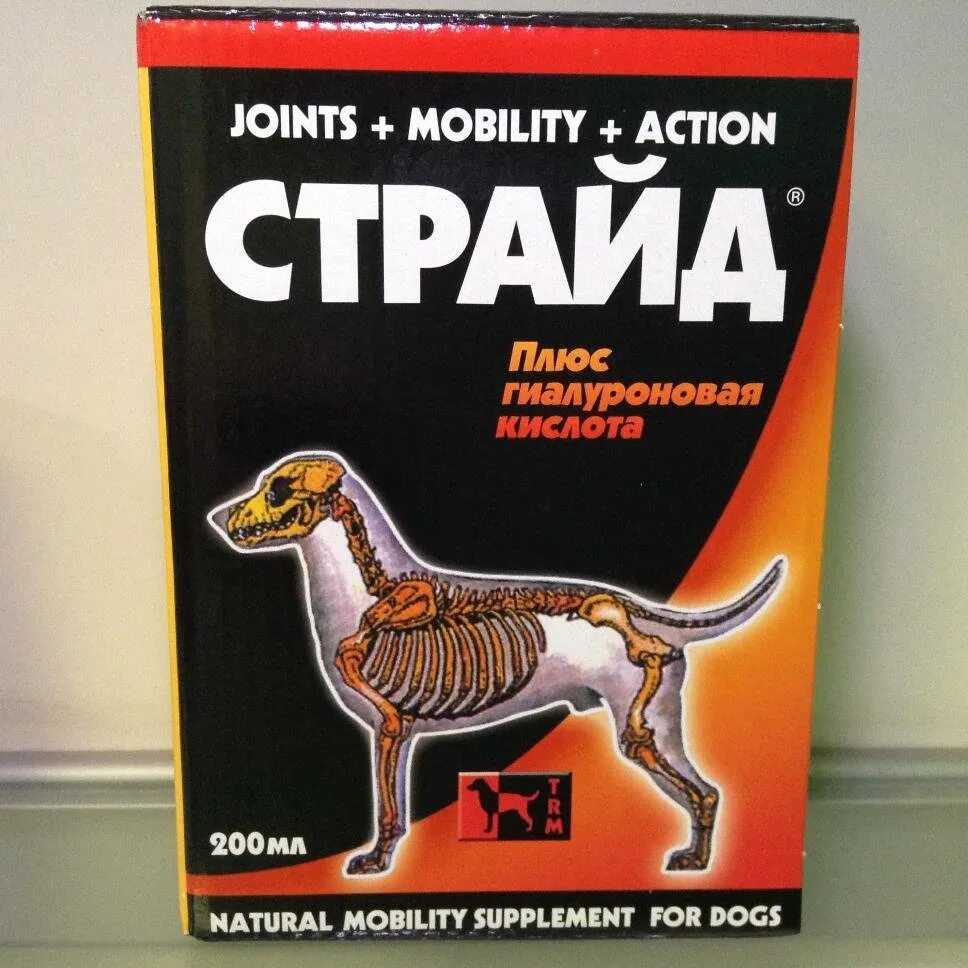 JOINTS + MOBILITY + ACTION
СТРАЙД®
Плюс
гиалуроновая
кислота
TRM
200мл
NATURAL MOBILITY SUPPLEMENT FOR DOGS